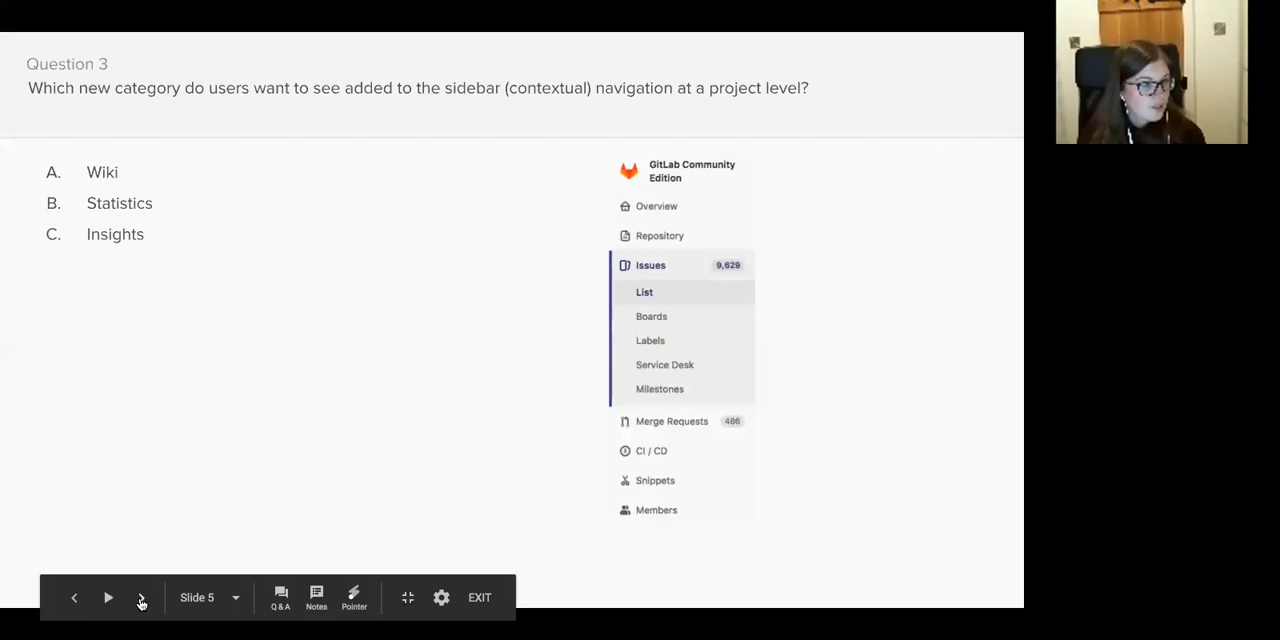 Question 3
Which new category do users want to see added to the sidebar (contextual) navigation at a project level?
A. Wiki
B. Statistics
C. Insights
GitLab Community
Edition
Overview
Repository
Issues 9,629
List
Boards
Labels
Service Desk
Milestones
Merge Requests 486
CI / CD
Snippets
Members
Slide 5
Q & A
Notes
Pointer
EXIT